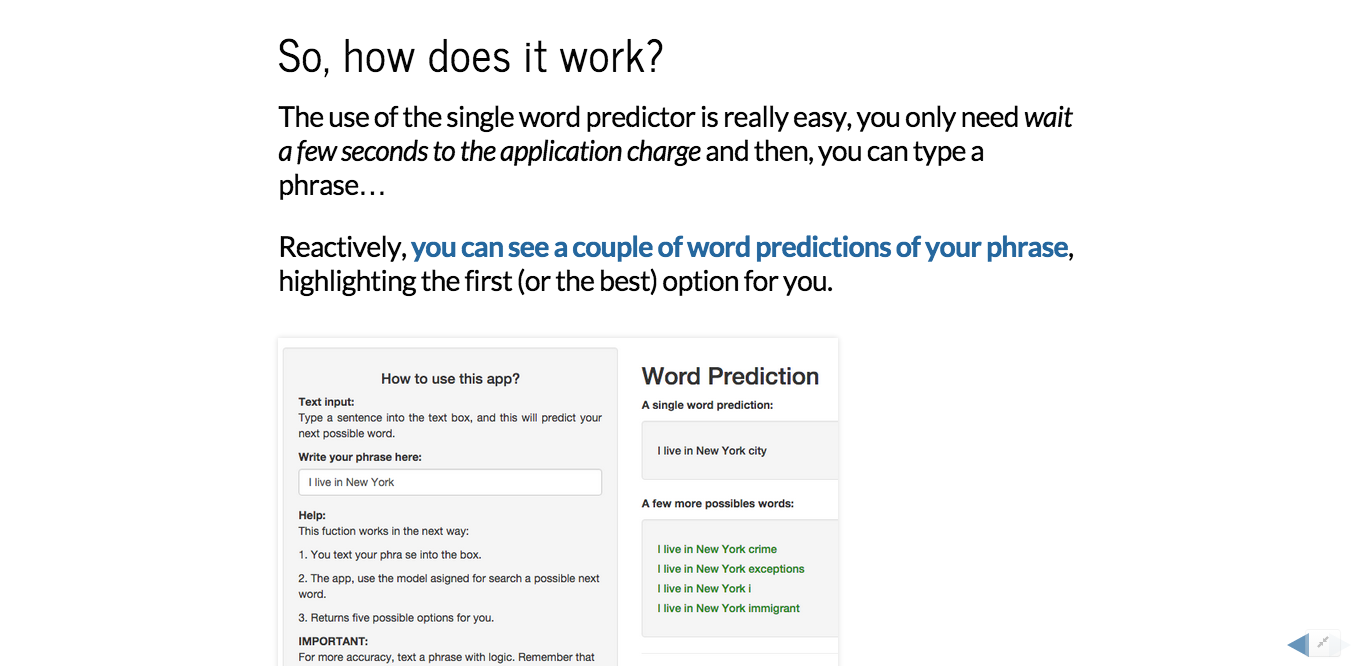 So, how does it work?
The use of the single word predictor is really easy, you only need wait
a few seconds to the application charge and then, you can type a
phrase…
Reactively, you can see a couple of word predictions of your phrase,
highlighting the first (or the best) option for you.
How to use this app?
Text input:
Type a sentence into the text box, and this will predict your
next possible word.
Write your phrase here:
I live in New York
Help:
This fuction works in the next way:
1. You text your phra se into the box.
2. The app, use the model asigned for search a possible next
word.
3. Returns five possible options for you.
IMPORTANT:
For more accuracy, text a phrase with logic. Remember that
Word Prediction
A single word prediction:
I live in New York city
A few more possibles words:
I live in New York crime
I live in New York exceptions
I live in New York i
I live in New York immigrant